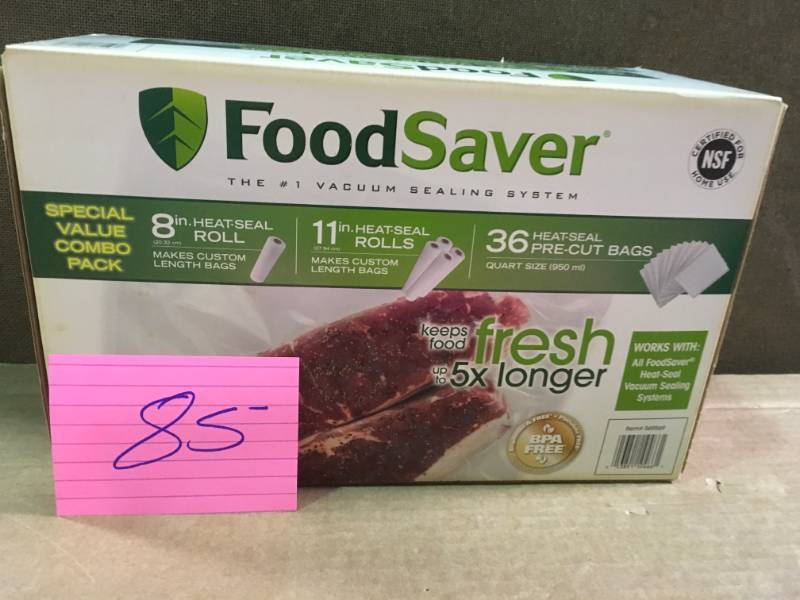 FoodSaver
FoodSaver®
THE #1 VACUUM SEALING SYSTEM
CERTIFIED FOR
NSF
HOME USE
SPECIAL
VALUE
COMBO
PACK
8in. HEAT-SEAL
ROLL
MAKES CUSTOM
LENGTH BAGS
11in. HEAT-SEAL
ROLLS
MAKES CUSTOM
LENGTH BAGS
36 HEAT-SEAL
PRE-CUT BAGS
QUART SIZE (950 ml)
keeps
food fresh
up
to 5x longer
WORKS WITH:
All FoodSaver®
Heat-Seal
Vacuum Sealing
Systems
BPA
FREE
85